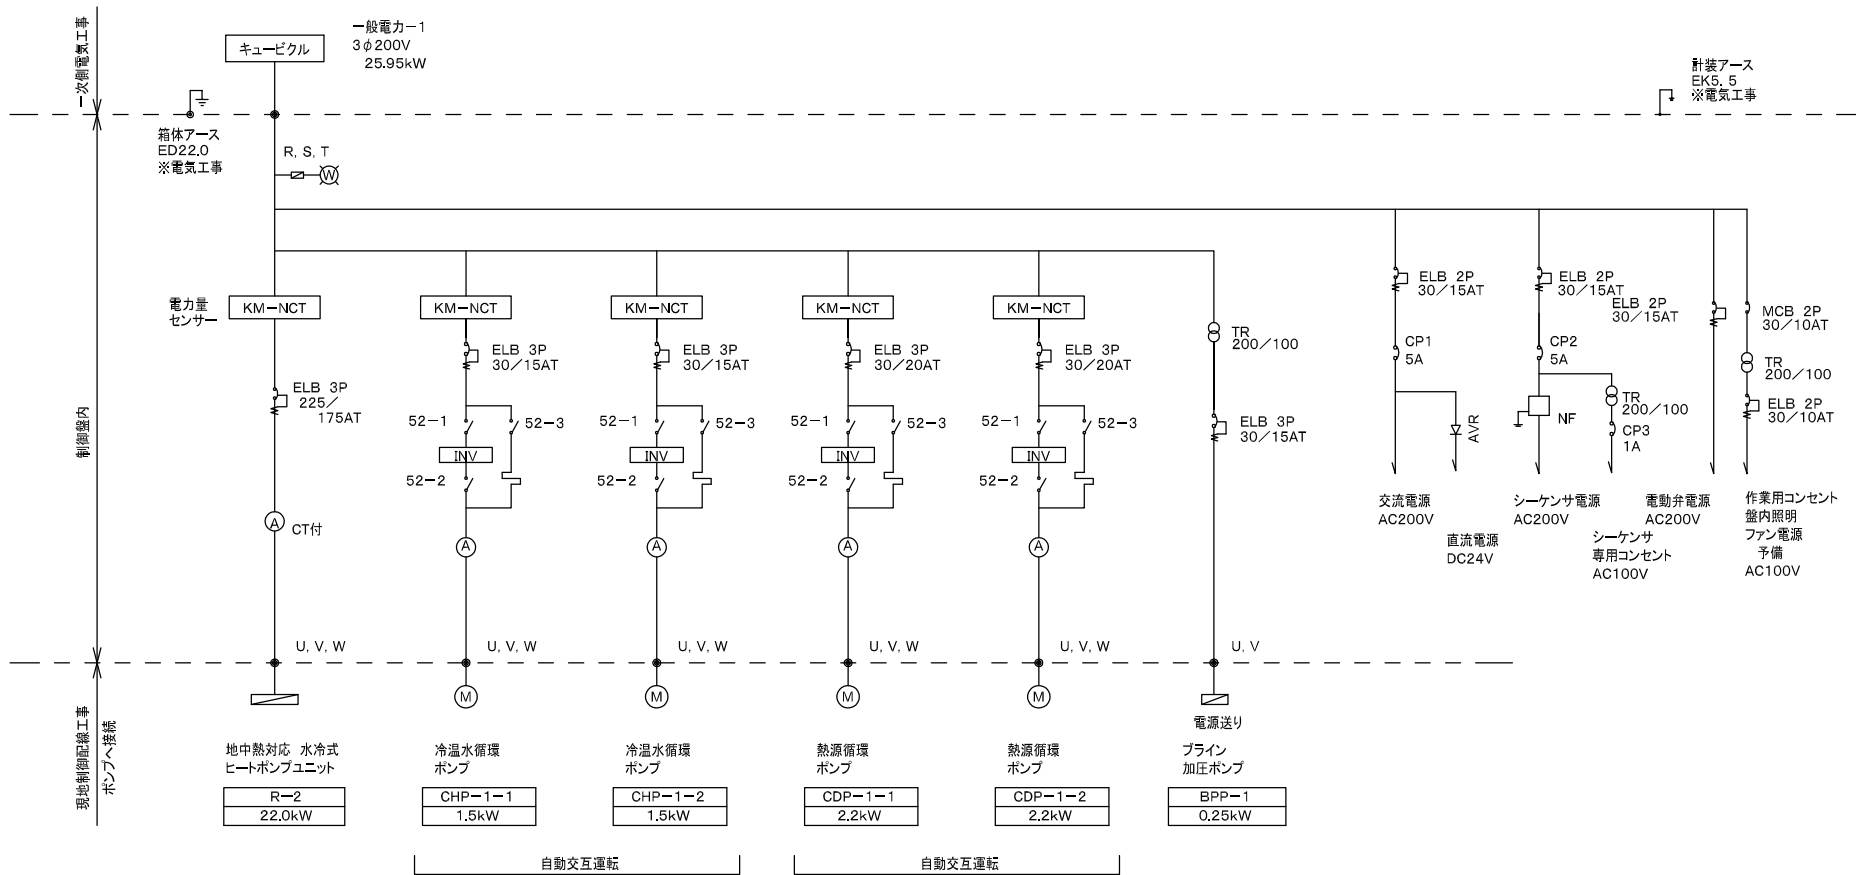 一次側電気工事
キュービクル
一般電力－1
3φ200V
25.95kW
箱体アース
ED22.0
※電気工事
計装アース
EK5.5
※電気工事
制御盤内
R, S, T
W
電力量
センサー
KM－NCT
KM－NCT
KM－NCT
KM－NCT
KM－NCT
ELB 3P
225／
175AT
ELB 3P
30／15AT
ELB 3P
30／15AT
ELB 3P
30／20AT
ELB 3P
30／20AT
52－1
52－3
INV
52－2
52－1
52－3
INV
52－2
52－1
52－3
INV
52－2
52－1
52－3
INV
52－2
A
CT付
A
A
A
A
TR
200／100
ELB 3P
30／15AT
ELB 2P
30／15AT
CP1
5A
AVR
ELB 2P
30／15AT
CP2
5A
NF
TR
200／100
CP3
1A
ELB 2P
30／15AT
MCB 2P
30／10AT
TR
200／100
ELB 2P
30／10AT
交流電源
AC200V
直流電源
DC24V
シーケンサ電源
AC200V
シーケンサ
専用コンセント
AC100V
電動弁電源
AC200V
作業用コンセント
盤内照明
ファン電源
予備
AC100V
U, V, W
U, V, W
U, V, W
U, V, W
U, V, W
U, V
現地制御配線工事
ポンプへ接続
M
M
M
M
電源送り
地中熱対応 水冷式
ヒートポンプユニット
R－2
22.0kW
冷温水循環
ポンプ
CHP－1－1
1.5kW
冷温水循環
ポンプ
CHP－1－2
1.5kW
熱源循環
ポンプ
CDP－1－1
2.2kW
熱源循環
ポンプ
CDP－1－2
2.2kW
ブライン
加圧ポンプ
BPP－1
0.25kW
自動交互運転
自動交互運転